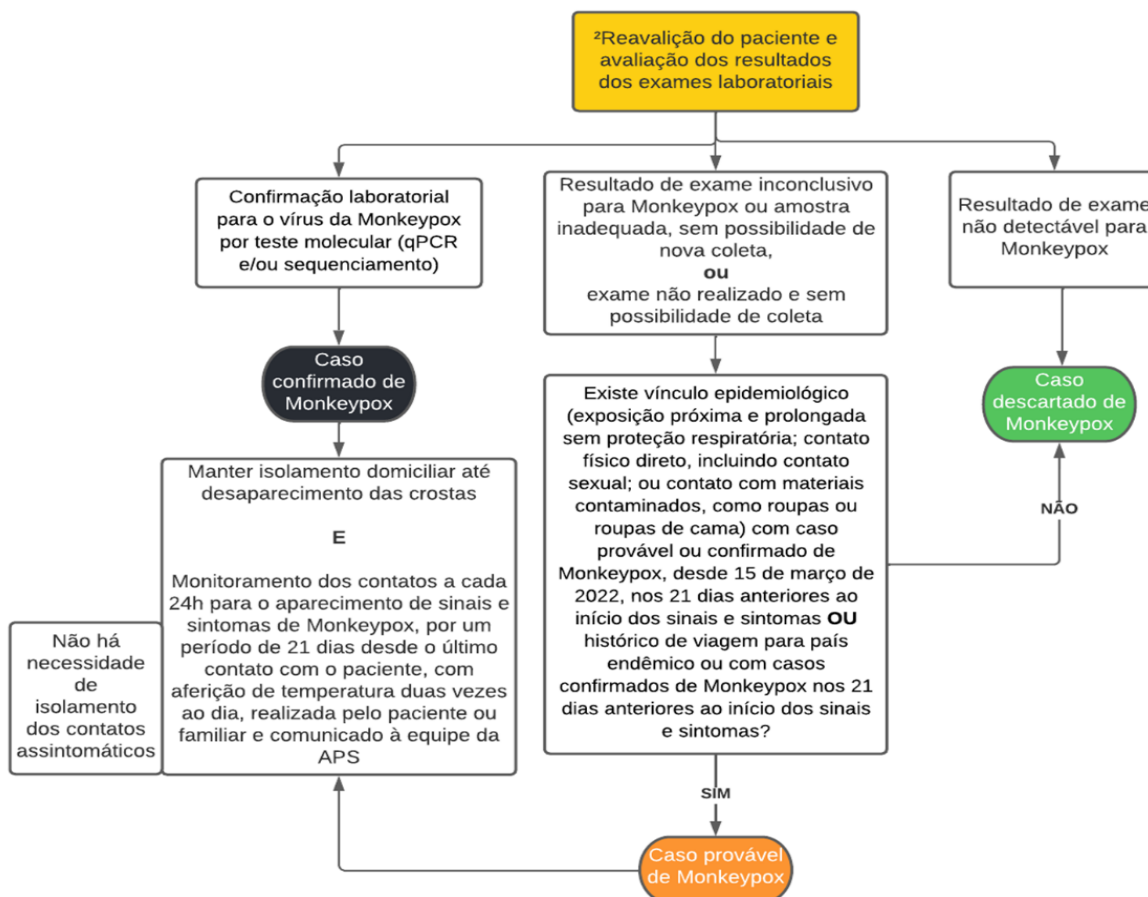 ²Reavalição do paciente e
avaliação dos resultados
dos exames laboratoriais
Confirmação laboratorial
para o vírus da Monkeypox
por teste molecular (qPCR
e/ou sequenciamento)
Resultado de exame inconclusivo
para Monkeypox ou amostra
inadequada, sem possibilidade de
nova coleta,
ou
exame não realizado e sem
possibilidade de coleta
Resultado de exame
não detectável para
Monkeypox
Caso
confirmado de
Monkeypox
Existe vínculo epidemiológico
(exposição próxima e prolongada
sem proteção respiratória; contato
físico direto, incluindo contato
sexual; ou contato com materiais
contaminados, como roupas ou
roupas de cama) com caso
provável ou confirmado de
Monkeypox, desde 15 de março de
2022, nos 21 dias anteriores ao
início dos sinais e sintomas OU
histórico de viagem para país
endêmico ou com casos
confirmados de Monkeypox nos 21
dias anteriores ao início dos sinais
e sintomas?
Caso
descartado de
Monkeypox
NÃO
Manter isolamento domiciliar até
desaparecimento das crostas
E
Monitoramento dos contatos a cada
24h para o aparecimento de sinais e
sintomas de Monkeypox, por um
período de 21 dias desde o último
contato com o paciente, com
aferição de temperatura duas vezes
ao dia, realizada pelo paciente ou
familiar e comunicado à equipe da
APS
Não há
necessidade
de
isolamento
dos contatos
assintomáticos
SIM
Caso provável
de Monkeypox